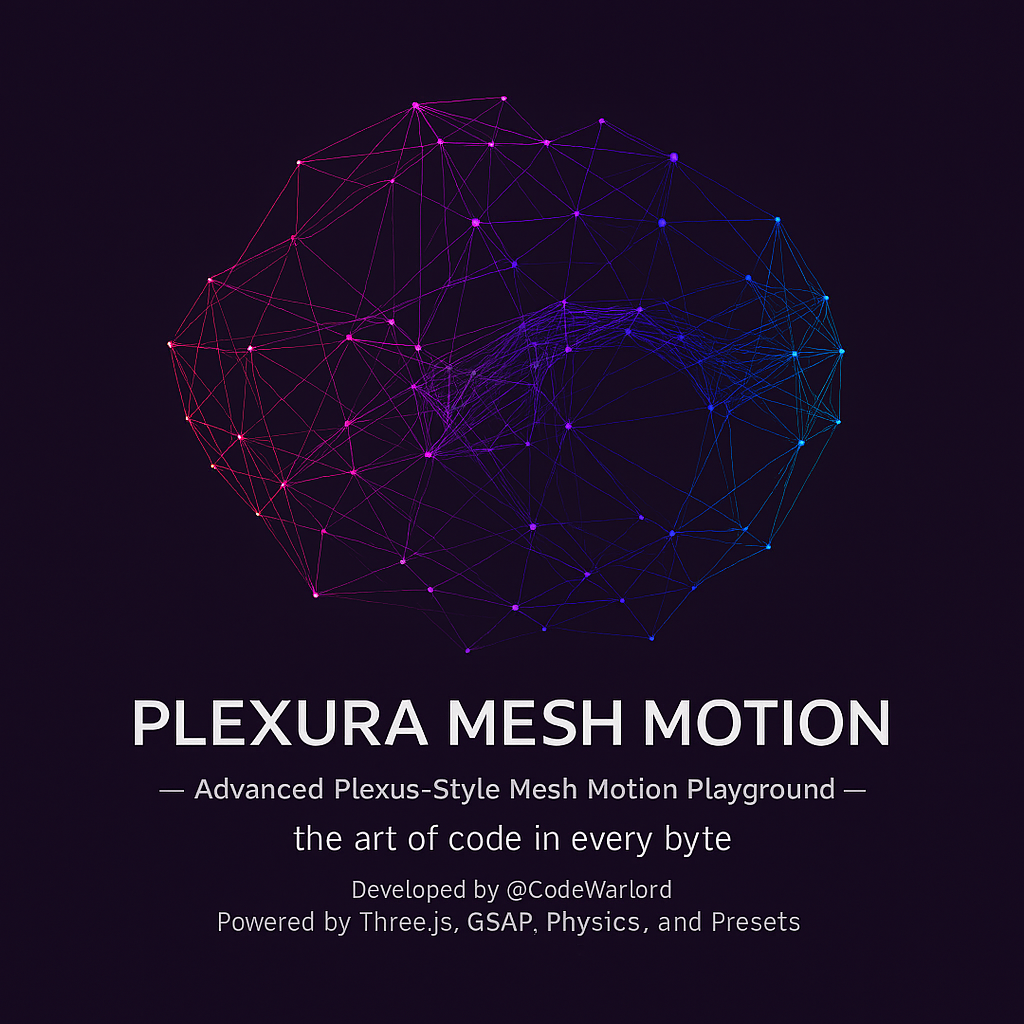 PLEXURA MESH MOTION
— Advanced Plexus-Style Mesh Motion Playground —
the art of code in every byte
Developed by @CodeWarlord
Powered by Three.js, GSAP, Physics, and Presets